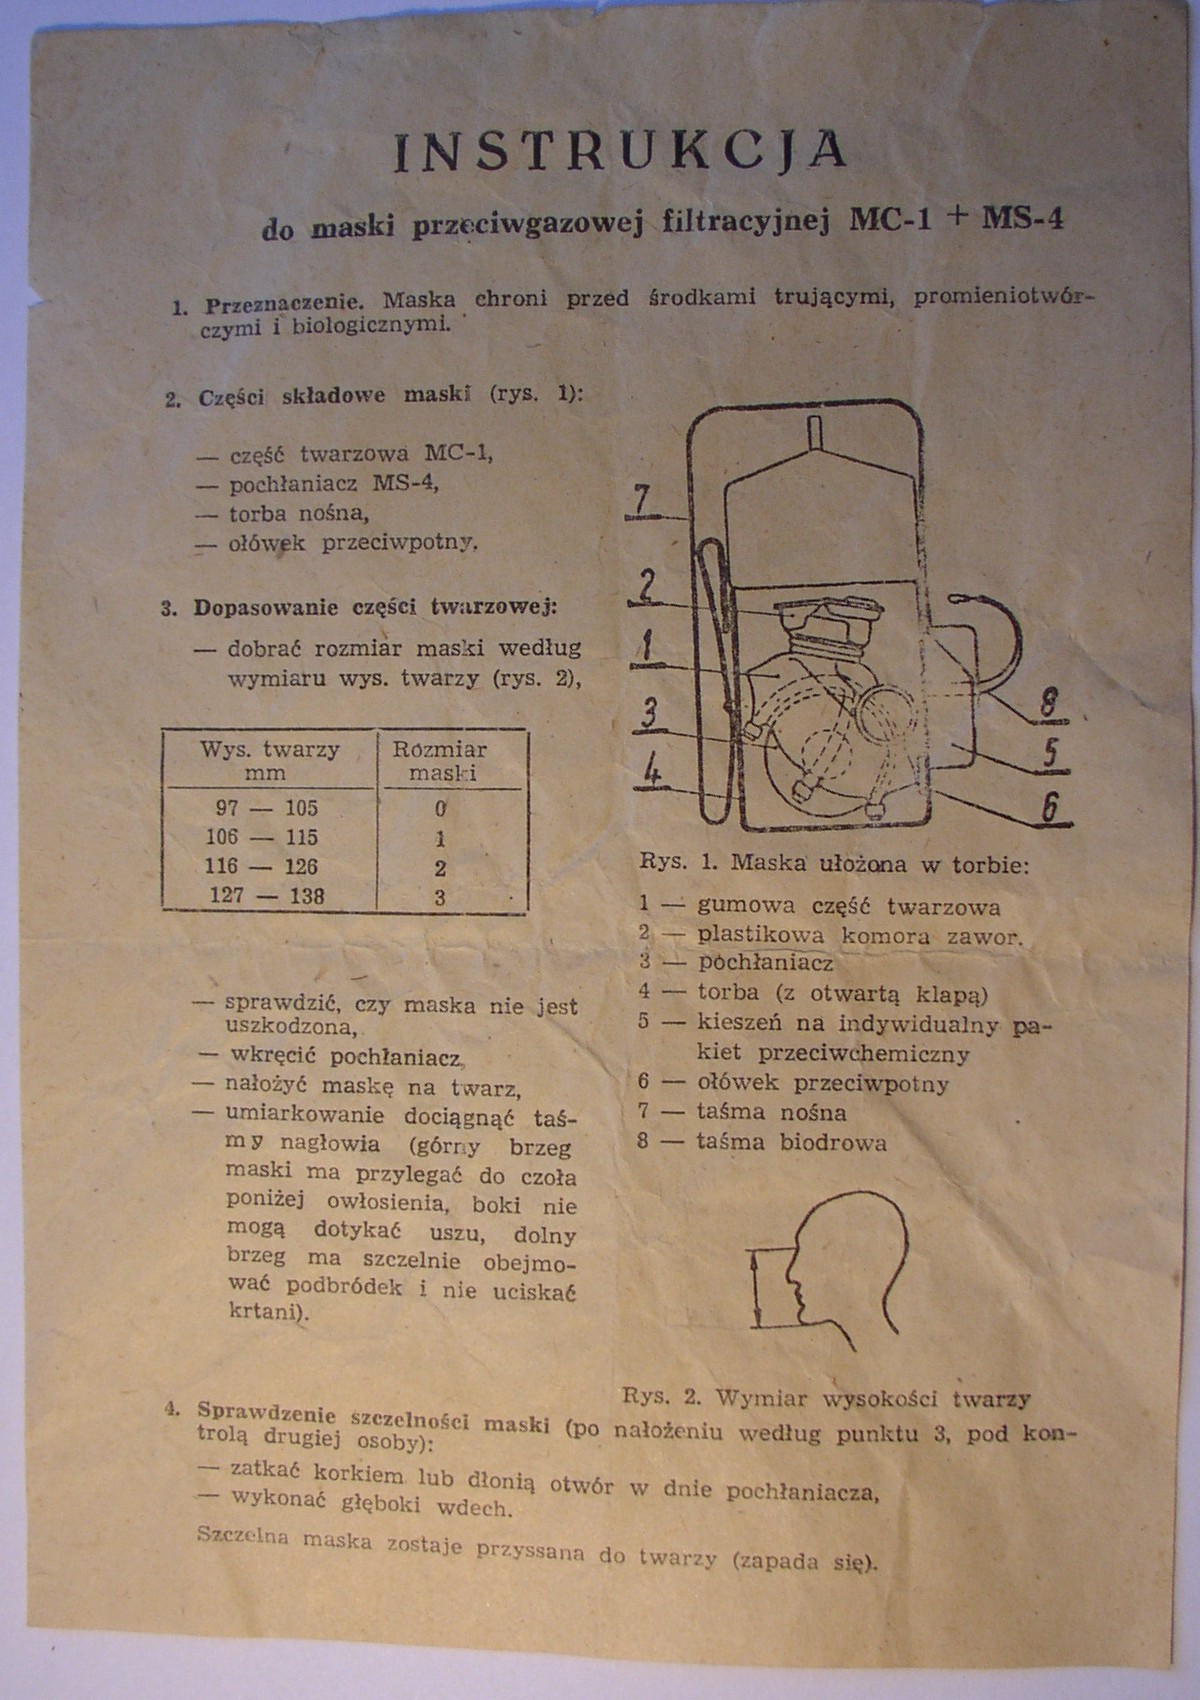 INSTRUKCJA
do maski przeciwgazowej filtracyjnej MC-1 + MS-4
1. Przeznaczenie. Maska chroni przed środkami trującymi, promieniotwór-
czymi i biologicznymi.
2. Części składowe maski (rys. 1):
— część twarzowa MC-1,
— pochłaniacz MS-4,
— torba nośna,
— ołówek przeciwpotny.
3. Dopasowanie części twarzowej:
— dobrać rozmiar maski według
wymiaru wys. twarzy (rys. 2),
Wys. twarzy Rozmiar
mm maski
97 — 105 0
106 — 115 1
116 — 126 2
127 — 138 3
— sprawdzić, czy maska nie jest
uszkodzona,
— wkręcić pochłaniacz,
— nałożyć maskę na twarz,
— umiarkowanie dociągnąć taś-
my nagłowia (górny brzeg
maski ma przylegać do czoła
poniżej owłosienia, boki nie
mogą dotykać uszu, dolny
brzeg ma szczelnie obejmo-
wać podbródek i nie uciskać
krtani).
7
2
1
3
4
8
5
6
Rys. 1. Maska ułożona w torbie:
1 — gumowa część twarzowa
2 — plastikowa komora zawor.
3 — pochłaniacz
4 — torba (z otwartą klapą)
5 — kieszeń na indywidualny pa-
kiet przeciwchemiczny
6 — ołówek przeciwpotny
7 — taśma nośna
8 — taśma biodrowa
Rys. 2. Wymiar wysokości twarzy
4. Sprawdzenie szczelności maski (po nałożeniu według punktu 3, pod kon-
trolą drugiej osoby):
— zatkać korkiem lub dłonią otwór w dnie pochłaniacza,
— wykonać głęboki wdech.
Szczelna maska zostaje przyssana do twarzy (zapada się).